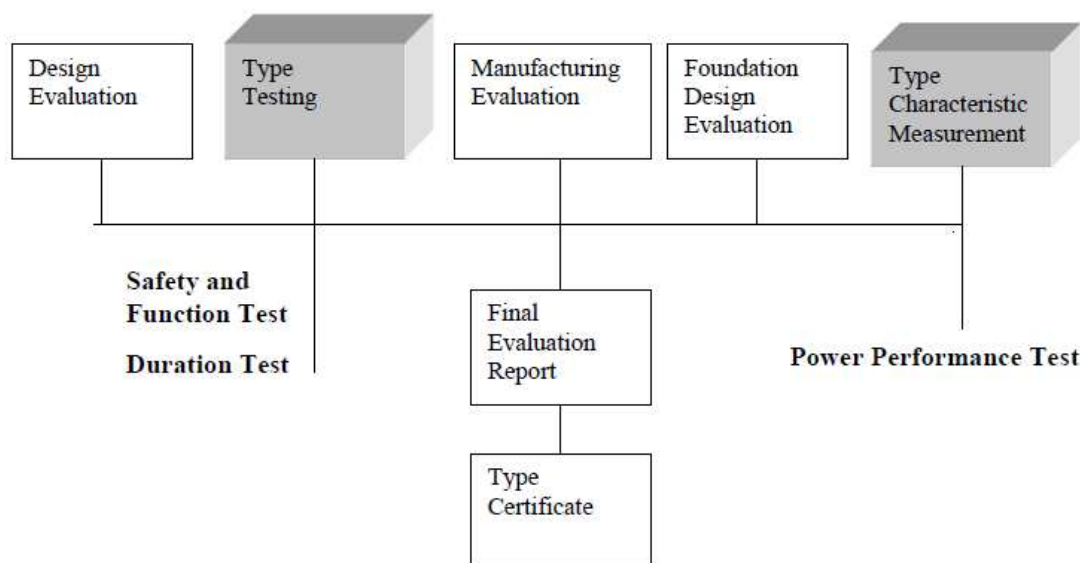 Design
Evaluation
Type
Testing
Manufacturing
Evaluation
Foundation
Design
Evaluation
Type
Characteristic
Measurement
Safety and
Function Test
Duration Test
Final
Evaluation
Report
Power Performance Test
Type
Certificate